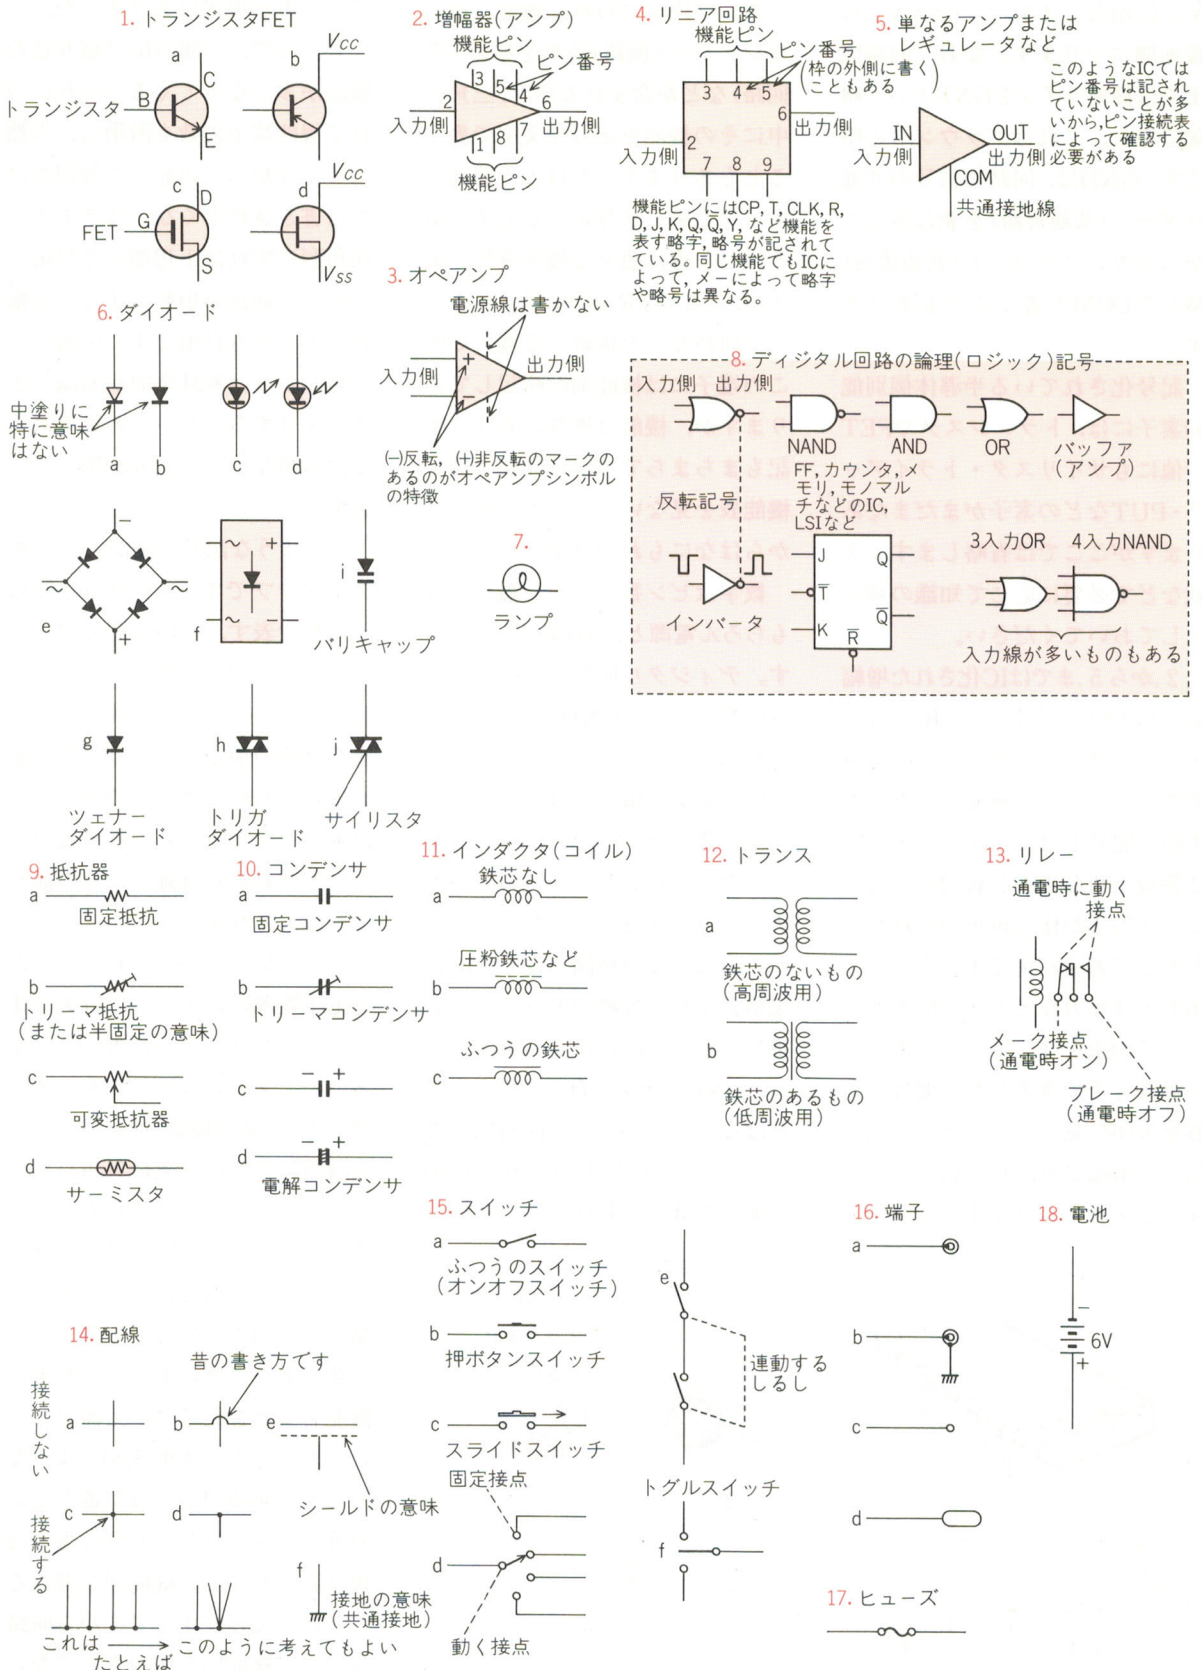 1. トランジスタFET
a
b
VCC
C
トランジスタ
B
E
c
d
VCC
D
FET
G
S
VSS
2. 増幅器(アンプ)
機能ピン
ピン番号
3
5
4
2
6
入力側
出力側
1
8
7
機能ピン
3. オペアンプ
電源線は書かない
入力側
出力側
+
−
(−)反転, (+)非反転のマークの
あるのがオペアンプシンボル
の特徴
4. リニア回路
機能ピン
ピン番号
(枠の外側に書く
こともある)
3
4
5
6
出力側
2
入力側
7
8
9
機能ピンにはCP, T, CLK, R,
D, J, K, Q, Q̅, Y, など機能を
表す略字, 略号が記されて
いる。同じ機能でもICに
よって, メーによって略字
や略号は異なる。
5. 単なるアンプまたは
レギュレータなど
このようなICでは
ピン番号は記され
ていないことが多
いから,ピン接続表
によって確認する
必要がある
IN
OUT
入力側
出力側
COM
共通接地線
6. ダイオード
中塗りに
特に意味
はない
a
b
c
d
−
~
~
+
e
~
+
~
−
f
i
バリキャップ
g
ツェナー
ダイオード
h
トリガ
ダイオード
j
サイリスタ
7.
ランプ
8. ディジタル回路の論理(ロジック)記号
入力側
出力側
NAND
AND
OR
バッファ
(アンプ)
反転記号
FF, カウンタ, メ
モリ, モノマル
チなどのIC,
LSIなど
インバータ
J
Q
T̅
K
Q̅
R̅
3入力OR
4入力NAND
入力線が多いものもある
9. 抵抗器
a
固定抵抗
b
トリーマ抵抗
(または半固定の意味)
c
可変抵抗器
d
サーミスタ
10. コンデンサ
a
固定コンデンサ
b
トリーマコンデンサ
c
−
+
d
−
+
電解コンデンサ
11. インダクタ(コイル)
鉄芯なし
a
圧粉鉄芯など
b
ふつうの鉄芯
c
12. トランス
a
鉄芯のないもの
(高周波用)
b
鉄芯のあるもの
(低周波用)
13. リレー
通電時に動く
接点
メーク接点
(通電時オン)
ブレーク接点
(通電時オフ)
14. 配線
昔の書き方です
接続しない
a
b
e
シールドの意味
接続する
c
d
f
接地の意味
(共通接地)
これは
たとえば
このように考えてもよい
15. スイッチ
a
ふつうのスイッチ
(オンオフスイッチ)
b
押ボタンスイッチ
c
スライドスイッチ
固定接点
d
動く接点
e
連動する
しるし
トグルスイッチ
f
16. 端子
a
b
c
d
17. ヒューズ
18. 電池
−
6V
+